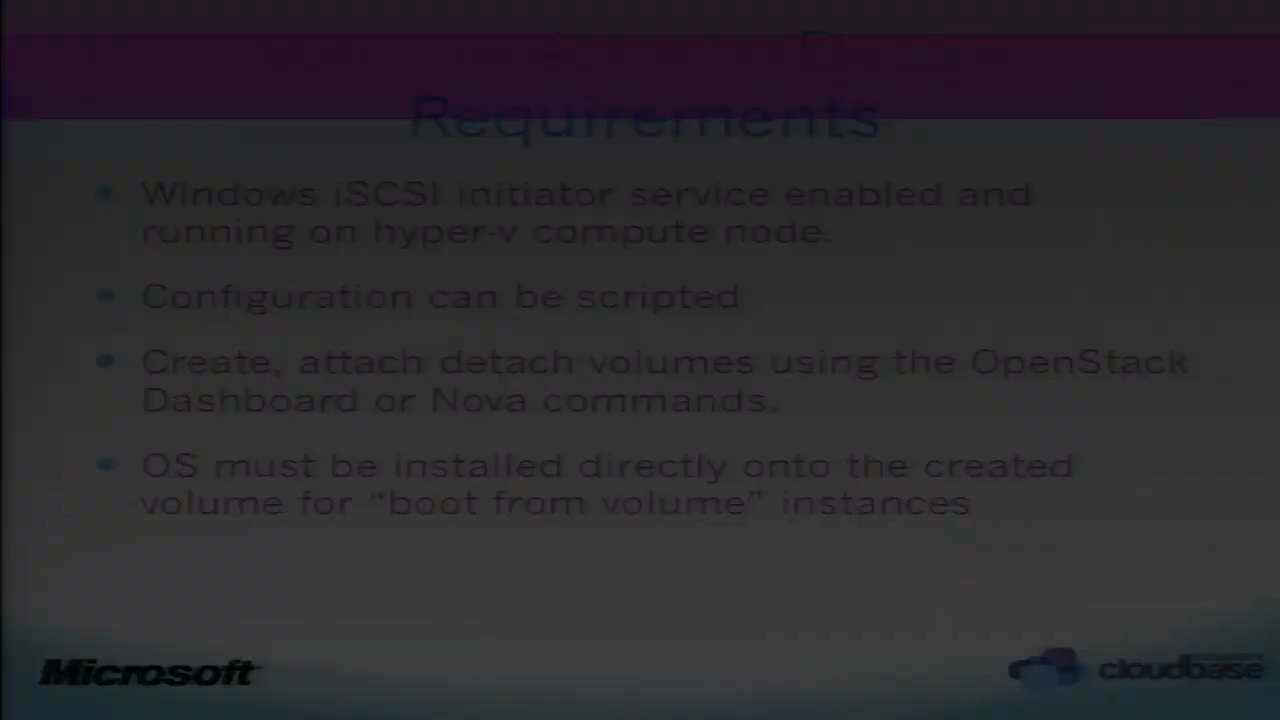 Requirements
• Windows iSCSI initiator service enabled and
running on hyper-v compute node.
• Configuration can be scripted
• Create, attach detach volumes using the OpenStack
Dashboard or Nova commands.
• OS must be installed directly onto the created
volume for “boot from volume” instances
Microsoft
cloudbase